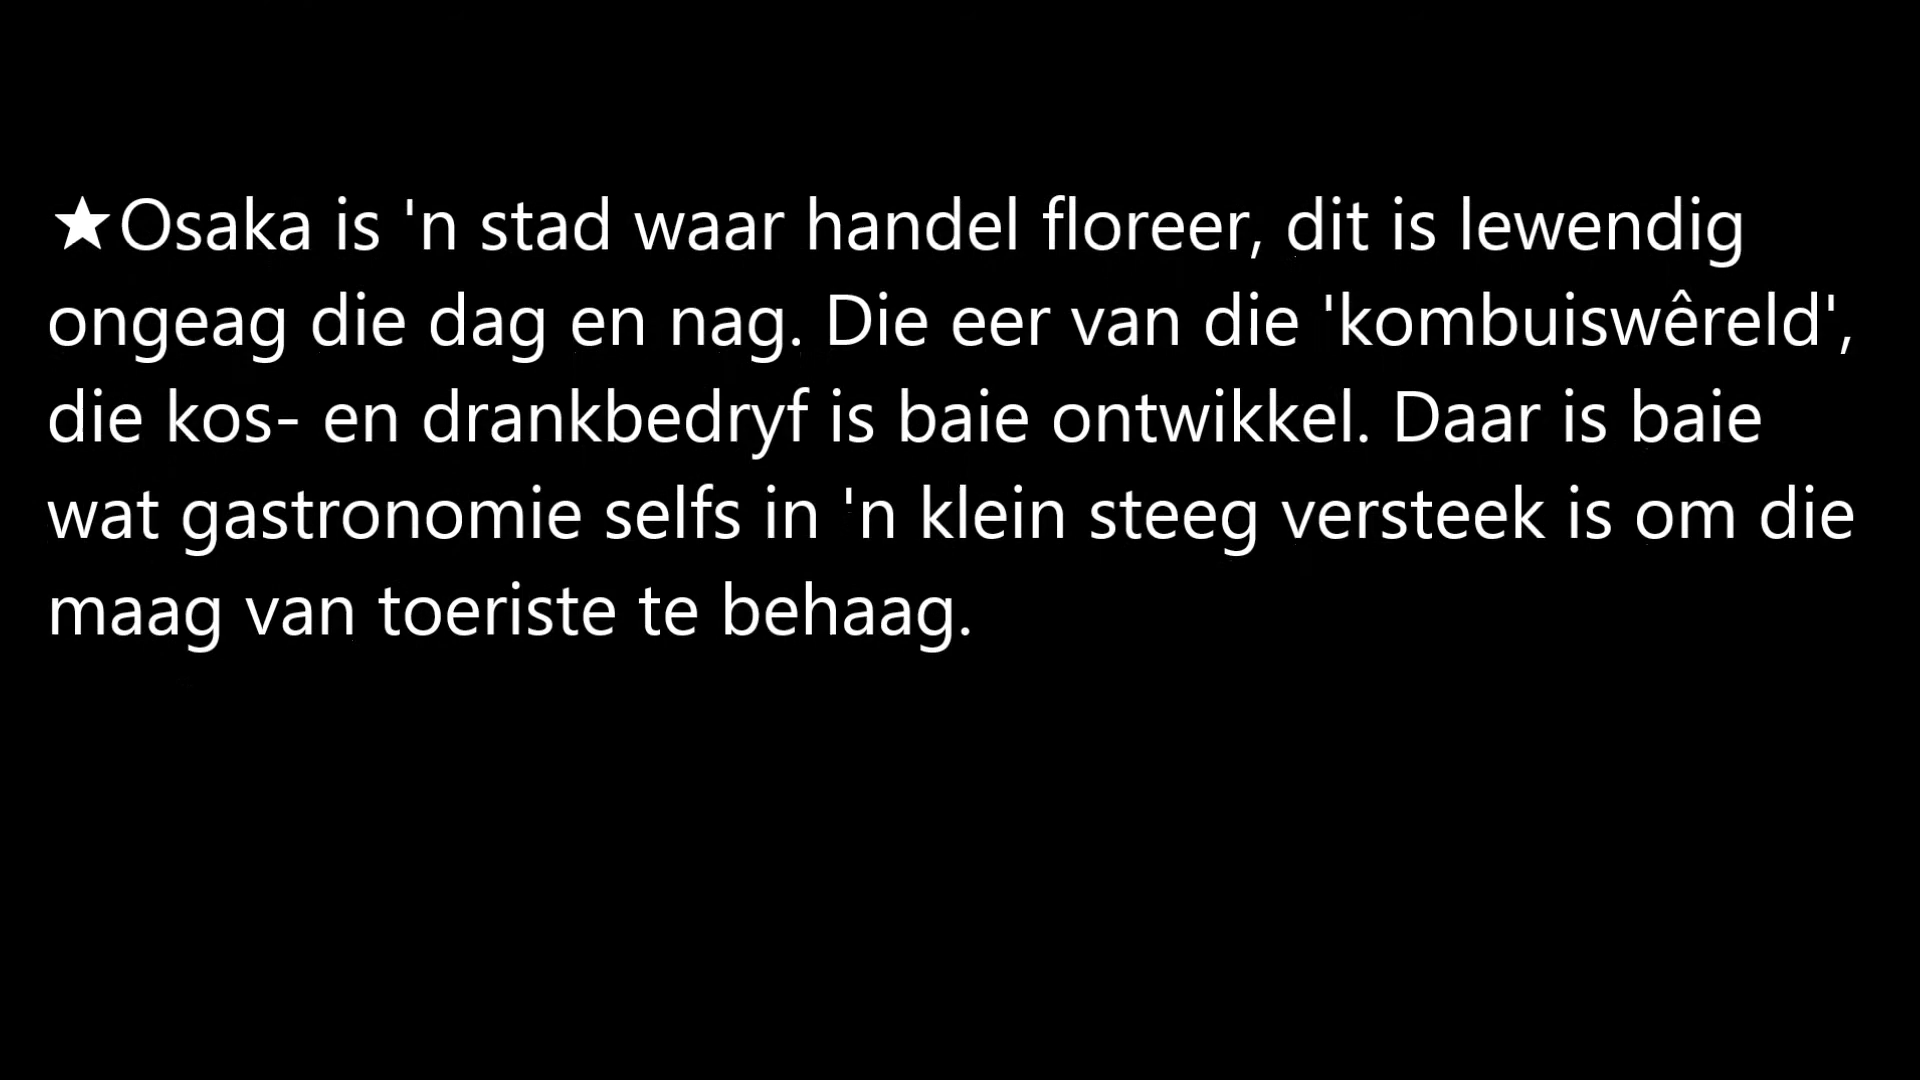 ★Osaka is 'n stad waar handel floreer, dit is lewendig
ongeag die dag en nag. Die eer van die 'kombuiswêreld',
die kos- en drankbedryf is baie ontwikkel. Daar is baie
wat gastronomie selfs in 'n klein steeg versteek is om die
maag van toeriste te behaag.